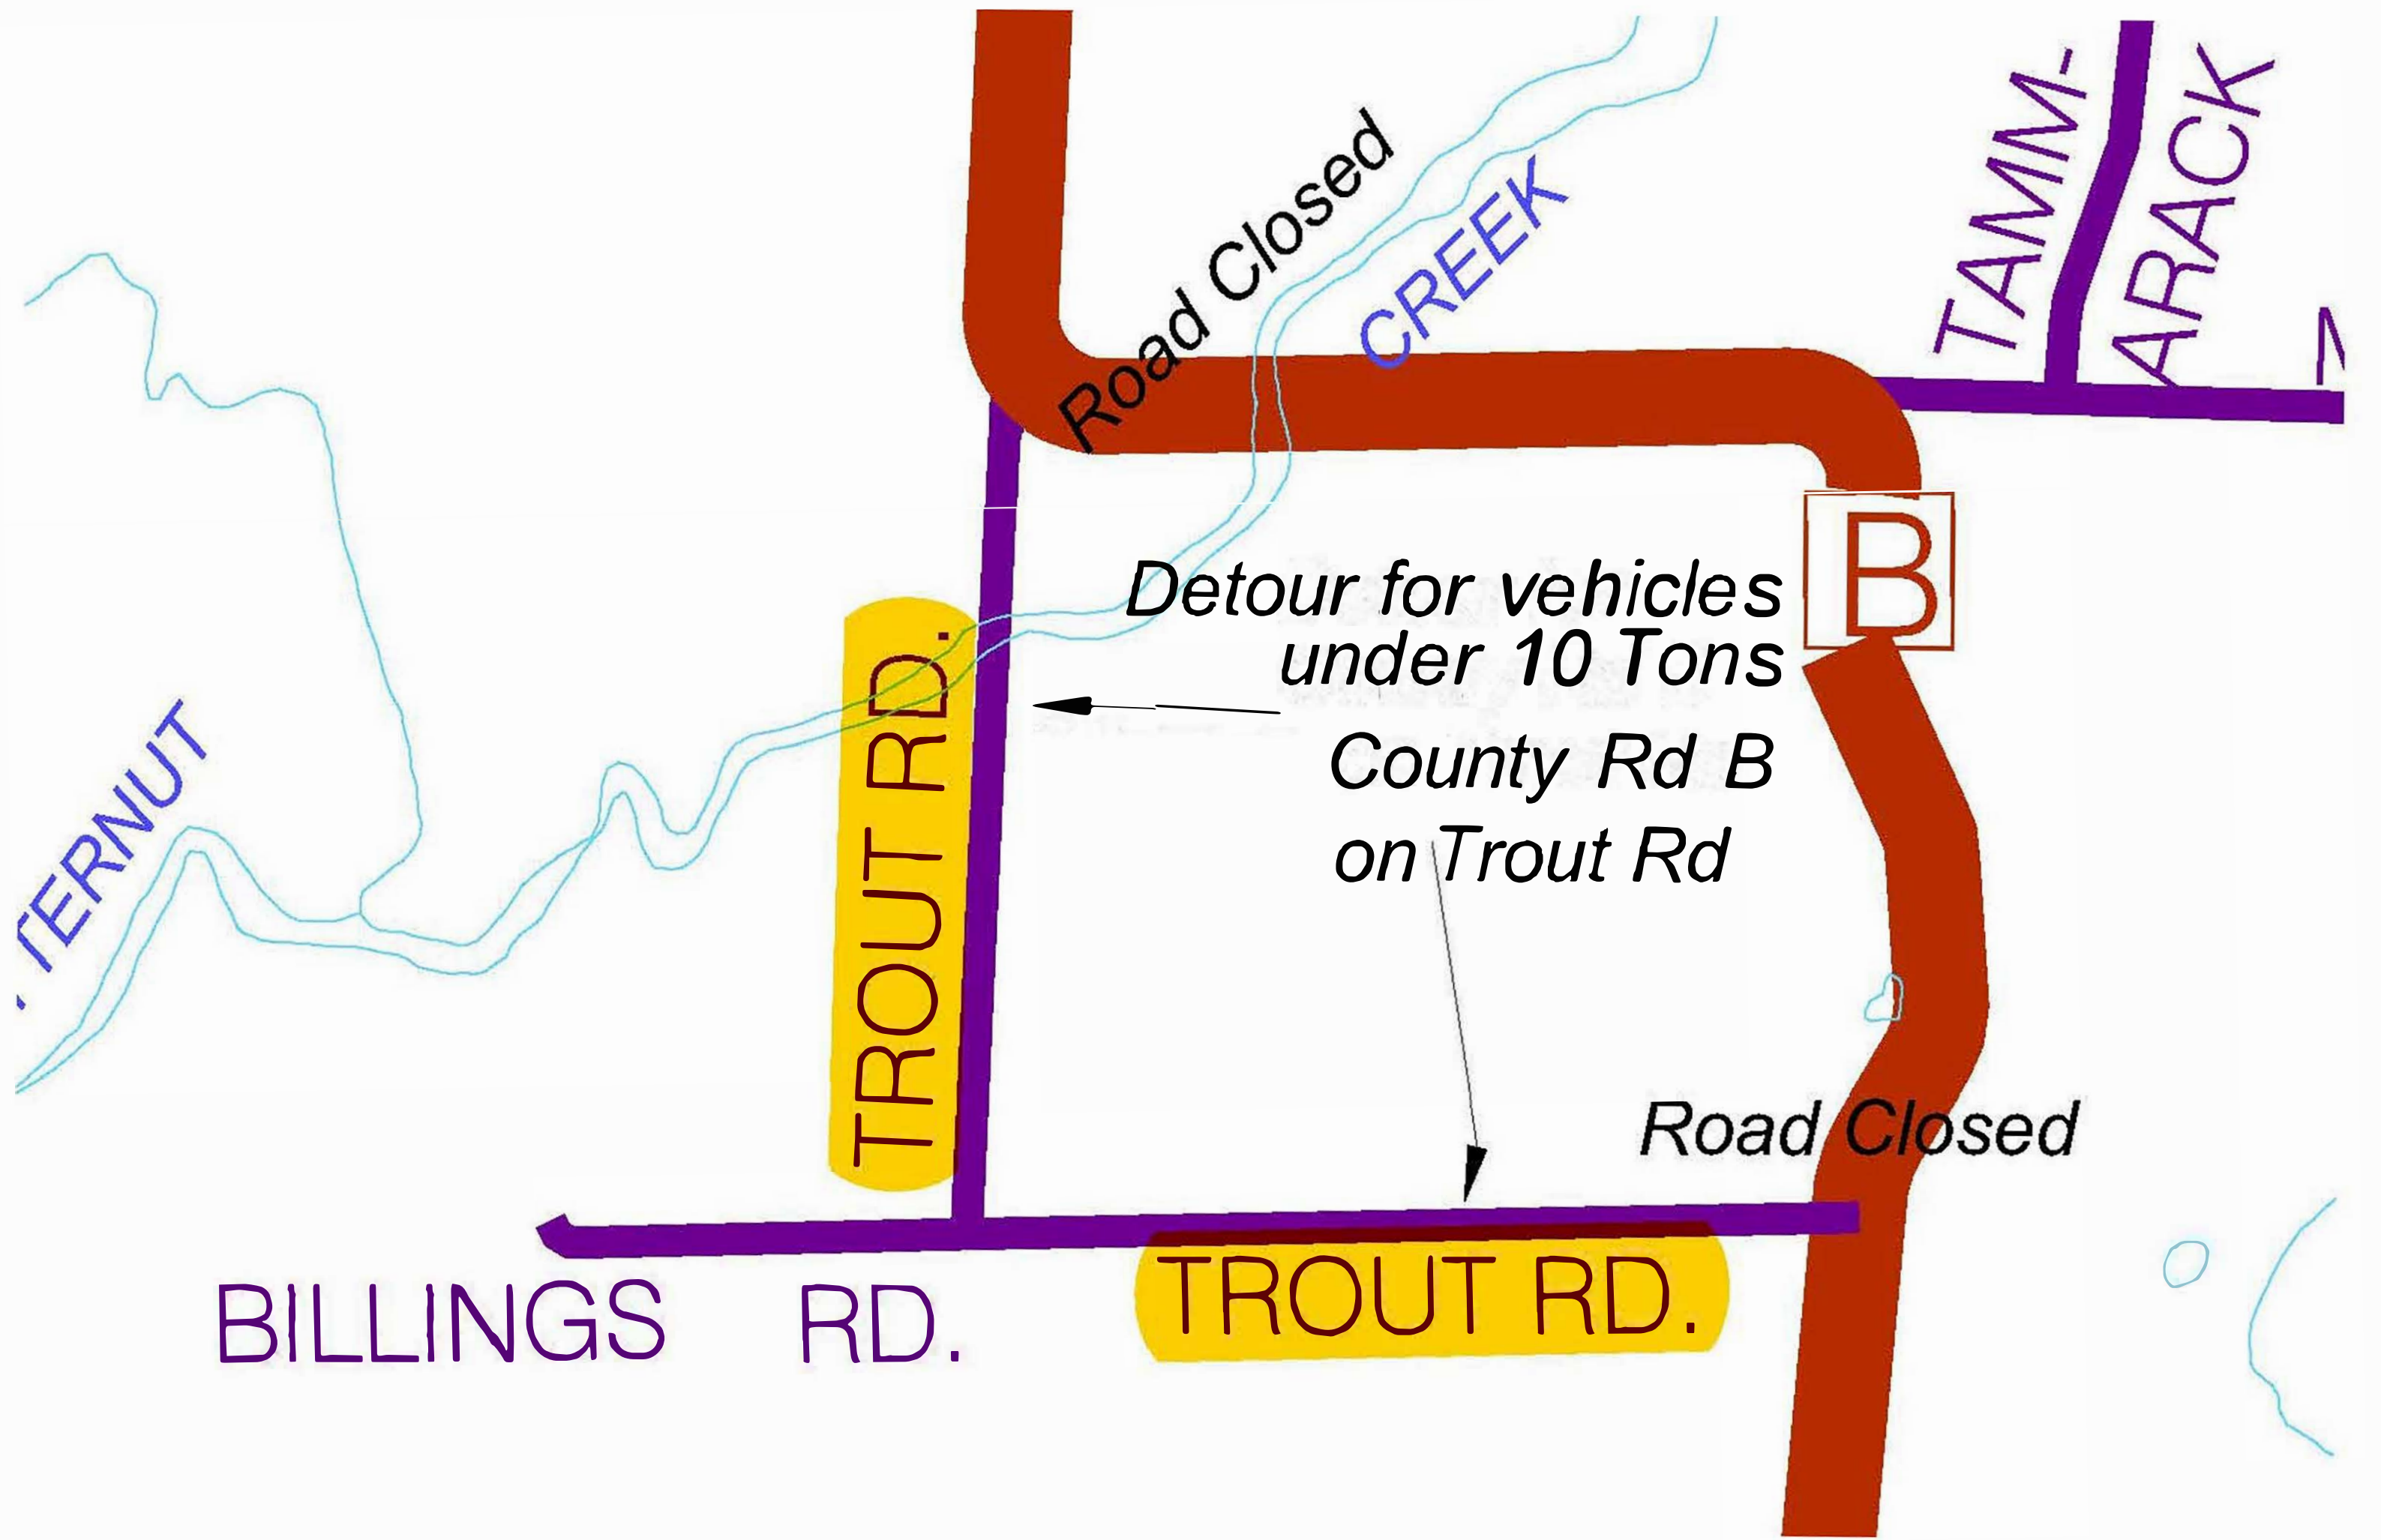 TAMM-
ARACK
Road Closed
CREEK
B
Detour for vehicles
under 10 Tons
County Rd B
on Trout Rd
TROUT RD.
TERNUT
Road Closed
TROUT RD.
BILLINGS RD.